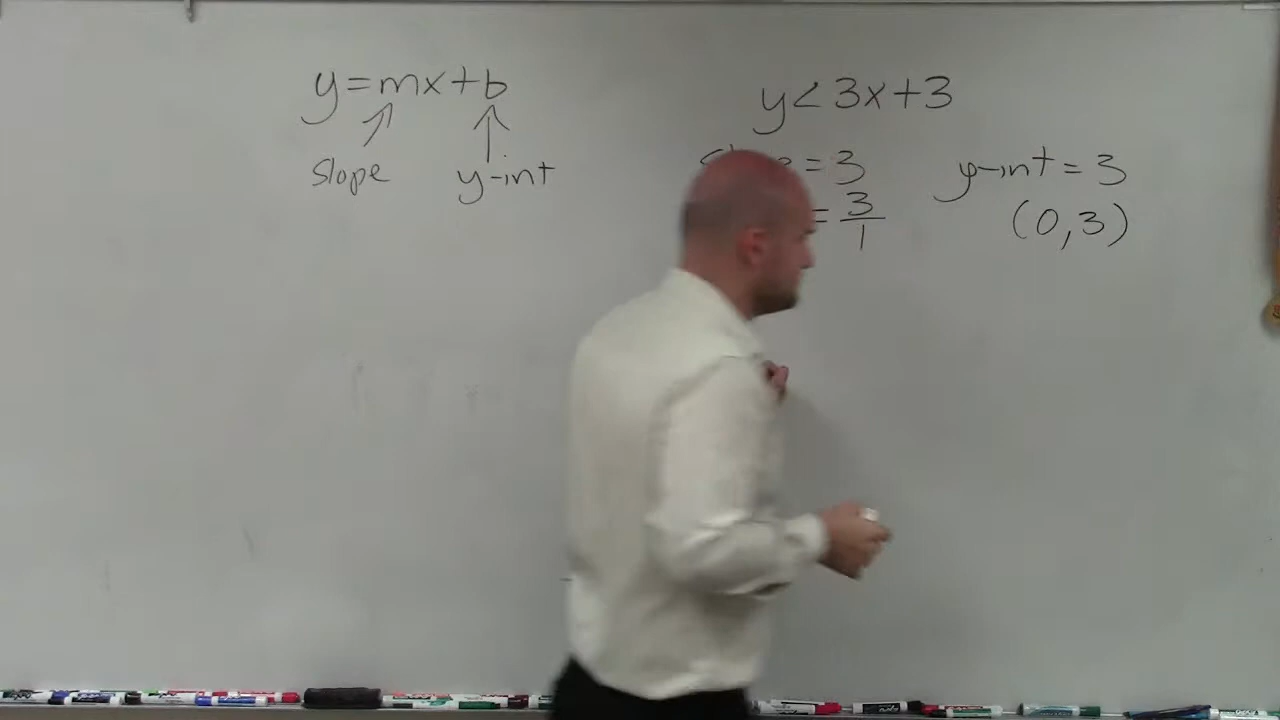 y=mx+b
slope y-int
y<3x+3
=3 y-int=3
=3/1 (0,3)